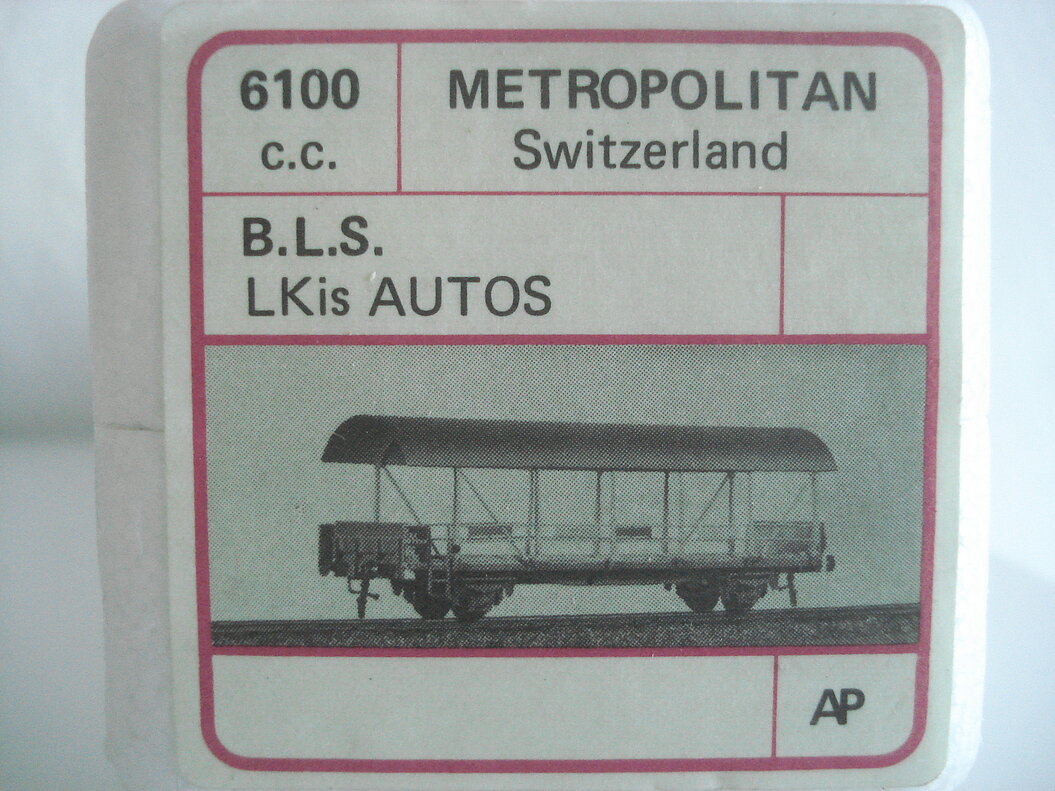 6100
c.c.
METROPOLITAN
Switzerland
B.L.S.
LKis AUTOS
AP